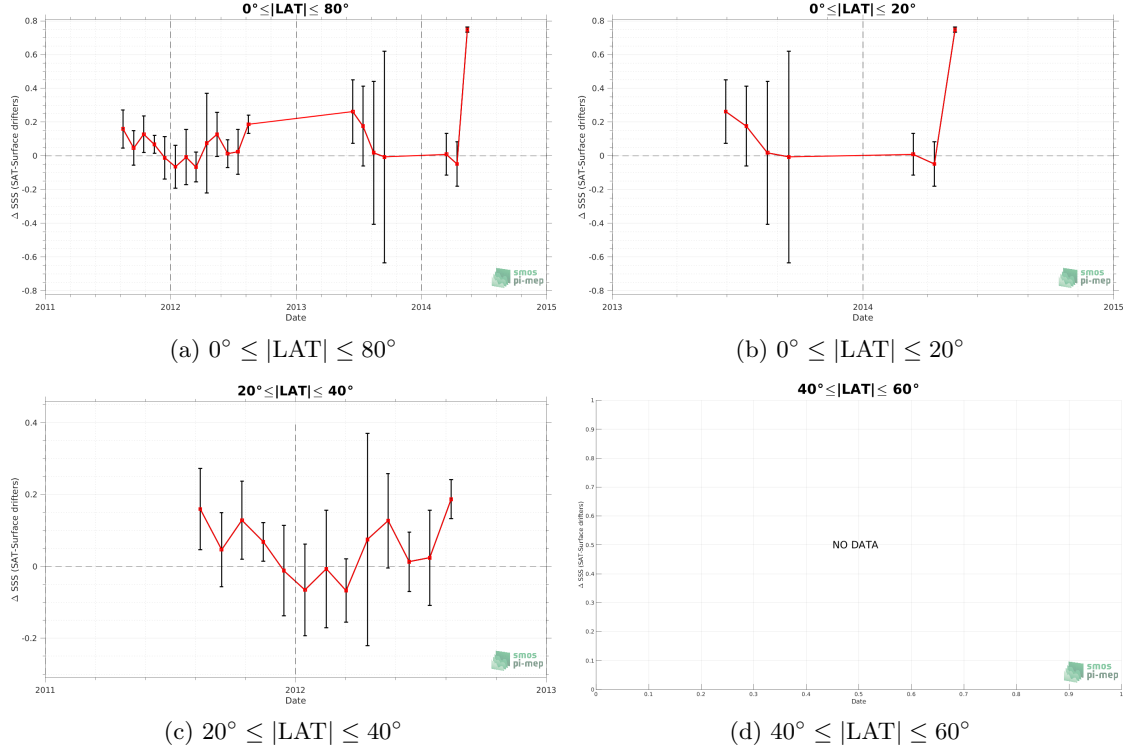 0°≤|LAT|≤ 80°
0.8
0.6
0.4
0.2
0
-0.2
-0.4
-0.6
-0.8
Δ SSS (SAT-Surface drifters)
2011
2012
2013
2014
2015
Date
smos
pi-mep
(a) 0° ≤ |LAT| ≤ 80°
0°≤|LAT|≤ 20°
0.8
0.6
0.4
0.2
0
-0.2
-0.4
-0.6
-0.8
Δ SSS (SAT-Surface drifters)
2013
2014
2015
Date
smos
pi-mep
(b) 0° ≤ |LAT| ≤ 20°
20°≤|LAT|≤ 40°
0.4
0.2
0
-0.2
Δ SSS (SAT-Surface drifters)
2011
2012
2013
Date
smos
pi-mep
(c) 20° ≤ |LAT| ≤ 40°
40°≤|LAT|≤ 60°
1
0.9
0.8
0.7
0.6
0.5
0.4
0.3
0.2
0.1
0
Δ SSS (SAT-Surface drifters)
NO DATA
0
0.1
0.2
0.3
0.4
0.5
0.6
0.7
0.8
0.9
1
Date
smos
pi-mep
(d) 40° ≤ |LAT| ≤ 60°